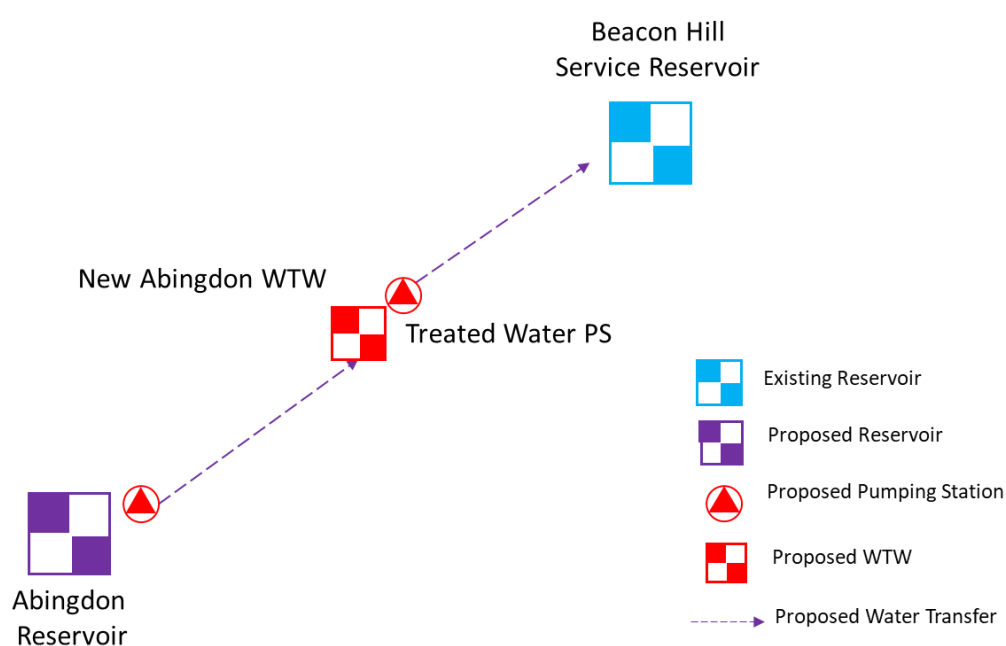 Beacon Hill
Service Reservoir
New Abingdon WTW
Treated Water PS
Abingdon
Reservoir
Existing Reservoir
Proposed Reservoir
Proposed Pumping Station
Proposed WTW
Proposed Water Transfer